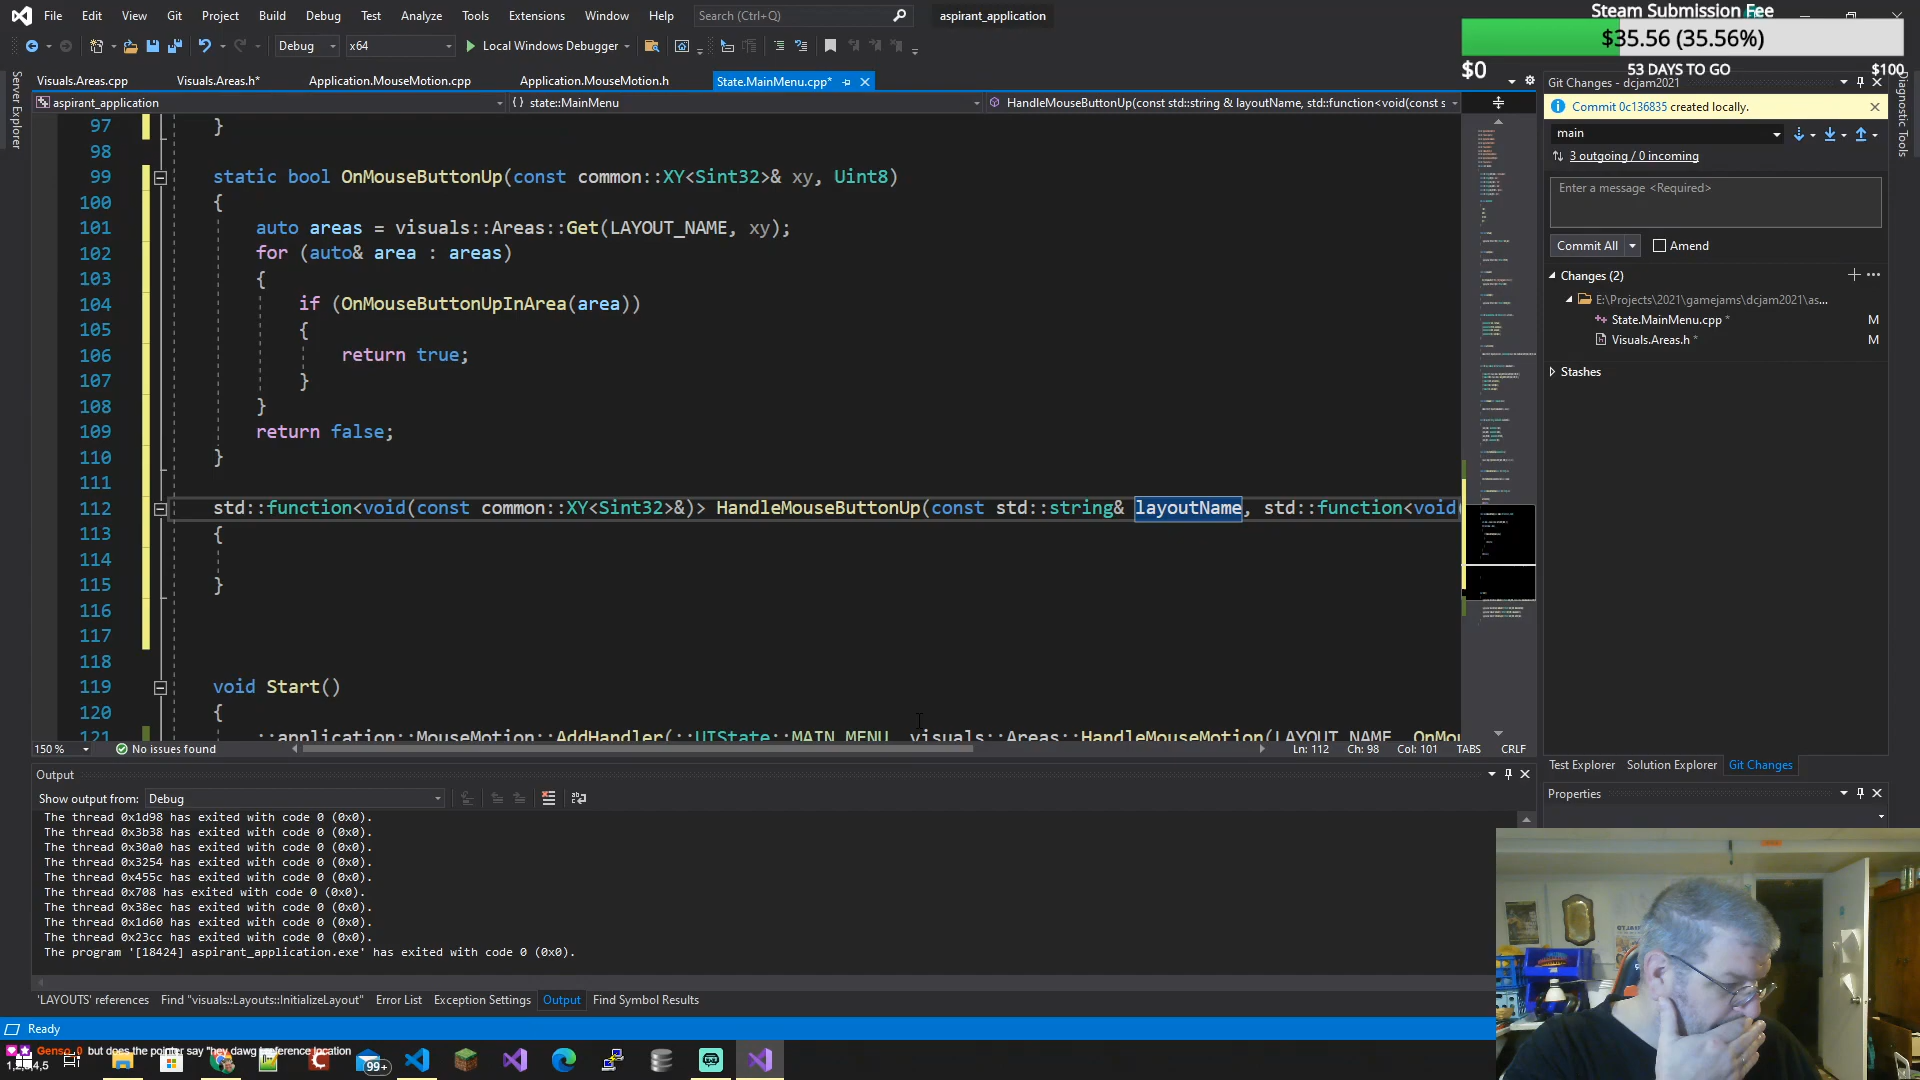 File Edit View Git Project Build Debug Test Analyze Tools Extensions Window Help Search (Ctrl+Q) aspirant_application
Steam Submission Fee
$35.56 (35.56%)
$0 53 DAYS TO GO $100
Debug x64 Local Windows Debugger
Server Explorer
Diagnostic Tools
Visuals.Areas.cpp Visuals.Areas.h* Application.MouseMotion.cpp Application.MouseMotion.h State.MainMenu.cpp*
aspirant_application {} state::MainMenu HandleMouseButtonUp(const std::string & layoutName, std::function<void(const s
97 }
98
99 static bool OnMouseButtonUp(const common::XY<Sint32>& xy, Uint8)
100 {
101 auto areas = visuals::Areas::Get(LAYOUT_NAME, xy);
102 for (auto& area : areas)
103 {
104 if (OnMouseButtonUpInArea(area))
105 {
106 return true;
107 }
108 }
109 return false;
110 }
111
112 std::function<void(const common::XY<Sint32>&)> HandleMouseButtonUp(const std::string& layoutName, std::function<void(
113 {
114
115 }
116
117
118
119 void Start()
120 {
121 ::application::MouseMotion::AddHandler(::UIState::MAIN_MENU, visuals::Areas::HandleMouseMotion(LAYOUT_NAME, OnMou
150 % No issues found Ln: 112 Ch: 98 Col: 101 TABS CRLF
Git Changes - dcjam2021
Commit 0c136835 created locally.
main
3 outgoing / 0 incoming
Enter a message <Required>
Commit All Amend
Changes (2)
E:\Projects\2021\gamejams\dcjam2021\as...
State.MainMenu.cpp * M
Visuals.Areas.h * M
Stashes
Test Explorer Solution Explorer Git Changes
Properties
Output
Show output from: Debug
The thread 0x1d98 has exited with code 0 (0x0).
The thread 0x3b38 has exited with code 0 (0x0).
The thread 0x30a0 has exited with code 0 (0x0).
The thread 0x3254 has exited with code 0 (0x0).
The thread 0x455c has exited with code 0 (0x0).
The thread 0x708 has exited with code 0 (0x0).
The thread 0x38ec has exited with code 0 (0x0).
The thread 0x1d60 has exited with code 0 (0x0).
The thread 0x23cc has exited with code 0 (0x0).
The program '[18424] aspirant_application.exe' has exited with code 0 (0x0).
'LAYOUTS' references Find "visuals::Layouts::InitializeLayout" Error List Exception Settings Output Find Symbol Results
Ready
Genso_0 but does the pointer say "hey dawg reference location
1,2,3,4,5
99+